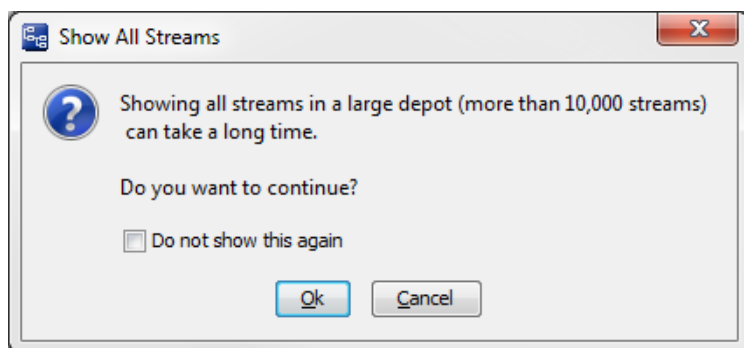 Show All Streams
Showing all streams in a large depot (more than 10,000 streams)
can take a long time.
Do you want to continue?
Do not show this again
Ok Cancel